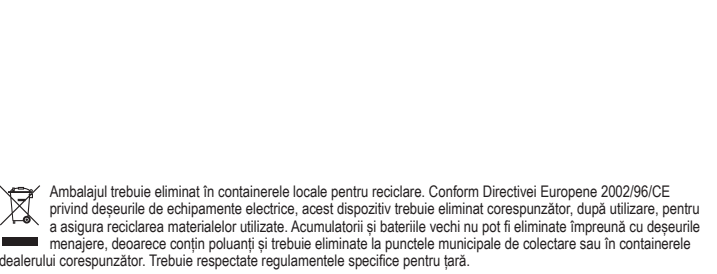 Ambalajul trebuie eliminat în containerele locale pentru reciclare. Conform Directivei Europene 2002/96/CE
privind deșeurile de echipamente electrice, acest dispozitiv trebuie eliminat corespunzător, după utilizare, pentru
a asigura reciclarea materialelor utilizate. Acumulatorii și bateriile vechi nu pot fi eliminate împreună cu deșeurile
menajere, deoarece conțin poluanți și trebuie eliminate la punctele municipale de colectare sau în containerele
dealerului corespunzător. Trebuie respectate regulamentele specifice pentru țară.